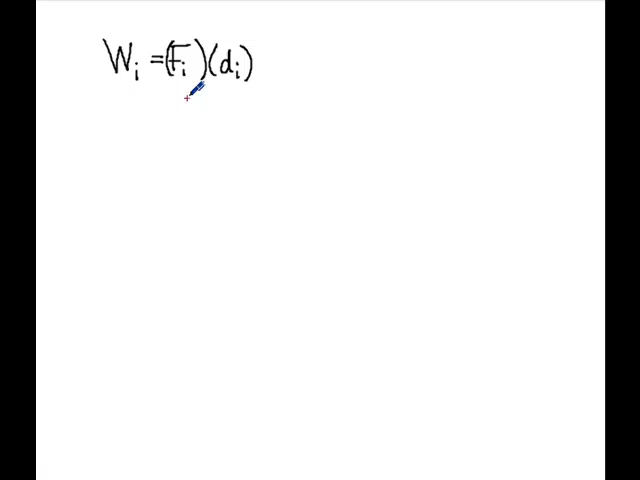 Wi = (Fi)(di)